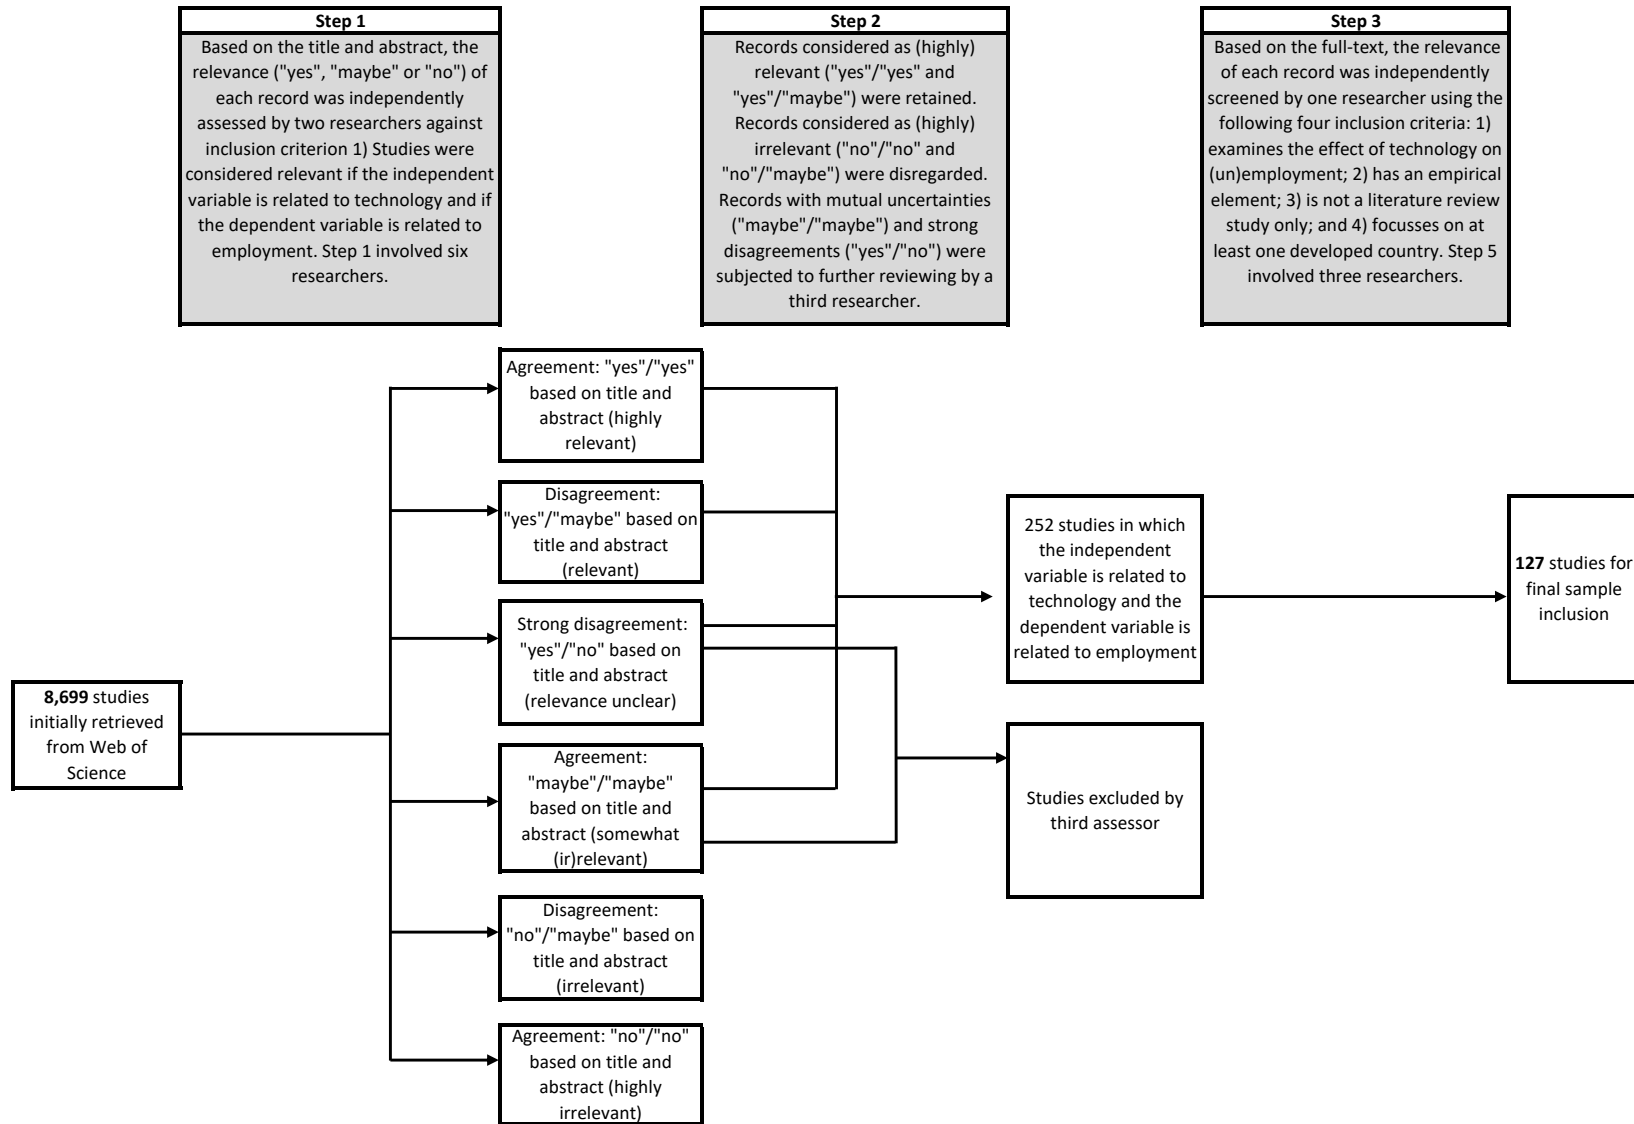 Step 1
Based on the title and abstract, the
relevance ("yes", "maybe" or "no") of
each record was independently
assessed by two researchers against
inclusion criterion 1) Studies were
considered relevant if the independent
variable is related to technology and if
the dependent variable is related to
employment. Step 1 involved six
researchers.
Step 2
Records considered as (highly)
relevant ("yes"/"yes" and
"yes"/"maybe") were retained.
Records considered as (highly)
irrelevant ("no"/"no" and
"no"/"maybe") were disregarded.
Records with mutual uncertainties
("maybe"/"maybe") and strong
disagreements ("yes"/"no") were
subjected to further reviewing by a
third researcher.
Step 3
Based on the full-text, the relevance
of each record was independently
screened by one researcher using the
following four inclusion criteria: 1)
examines the effect of technology on
(un)employment; 2) has an empirical
element; 3) is not a literature review
study only; and 4) focusses on at
least one developed country. Step 5
involved three researchers.
8,699 studies
initially retrieved
from Web of
Science
Agreement: "yes"/"yes"
based on title and
abstract (highly
relevant)
Disagreement:
"yes"/"maybe" based on
title and abstract
(relevant)
Strong disagreement:
"yes"/"no" based on
title and abstract
(relevance unclear)
Agreement:
"maybe"/"maybe"
based on title and
abstract (somewhat
(ir)relevant)
Disagreement:
"no"/"maybe" based on
title and abstract
(irrelevant)
Agreement: "no"/"no"
based on title and
abstract (highly
irrelevant)
252 studies in which
the independent
variable is related to
technology and the
dependent variable is
related to employment
Studies excluded by
third assessor
127 studies for
final sample
inclusion